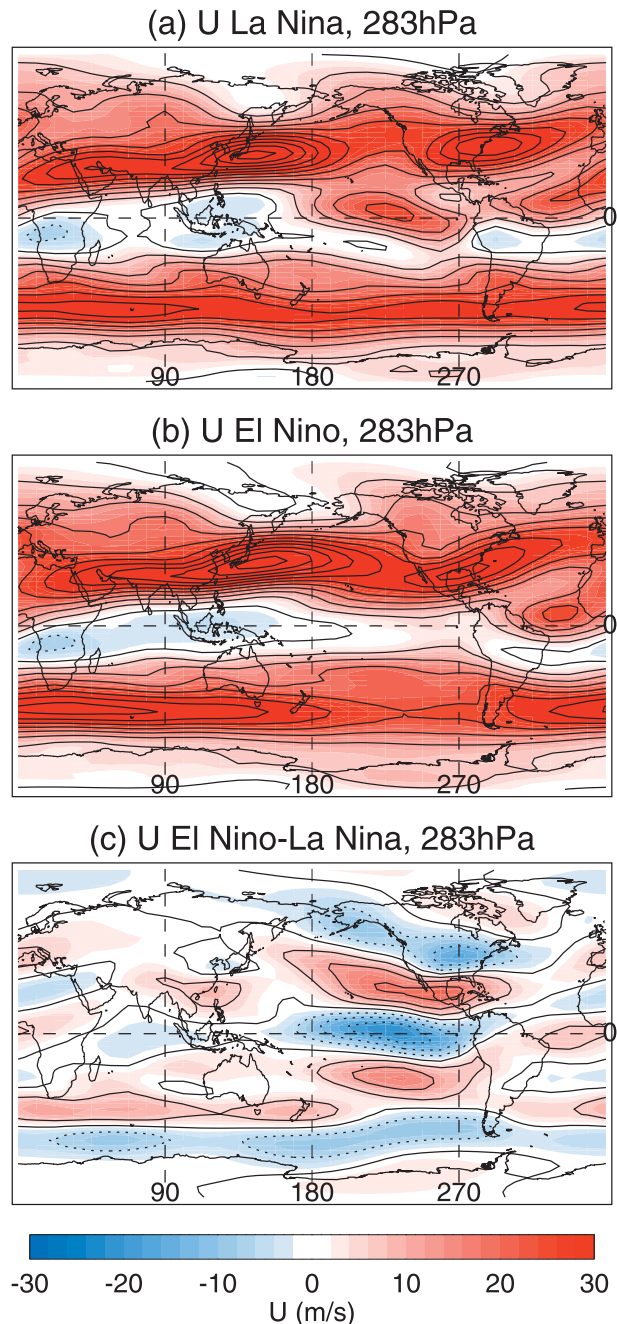 (a) U La Nina, 283hPa
0
90 180 270
(b) U El Nino, 283hPa
0
90 180 270
(c) U El Nino-La Nina, 283hPa
0
90 180 270
-30 -20 -10 0 10 20 30
U (m/s)